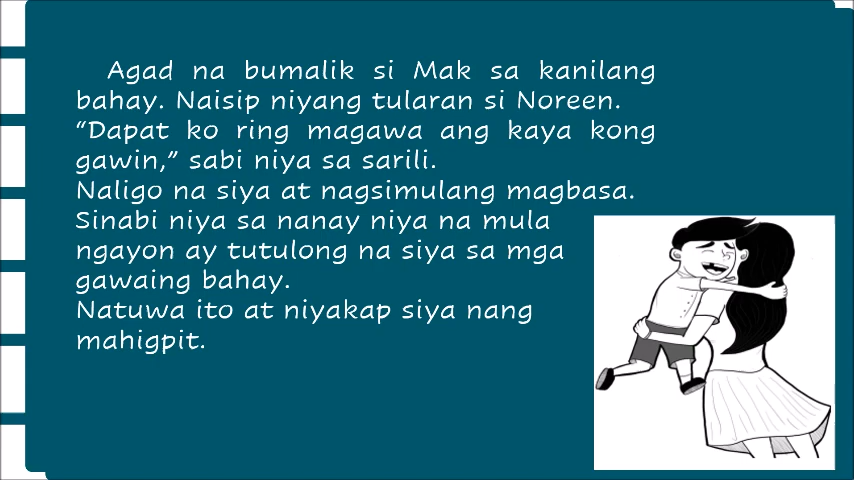 Agad na bumalik si Mak sa kanilang
bahay. Naisip niyang tularan si Noreen.
“Dapat ko ring magawa ang kaya kong
gawin,” sabi niya sa sarili.
Naligo na siya at nagsimulang magbasa.
Sinabi niya sa nanay niya na mula
ngayon ay tutulong na siya sa mga
gawaing bahay.
Natuwa ito at niyakap siya nang
mahigpit.